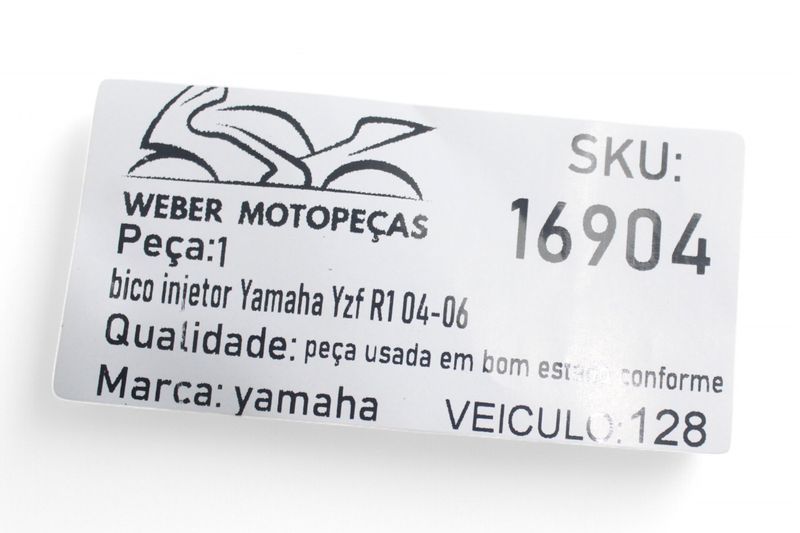 WEBER MOTOPEÇAS
SKU:
16904
Peça:1
bico injetor Yamaha Yzf R1 04-06
Qualidade: peça usada em bom estado conforme
Marca: yamaha
VEICULO:128